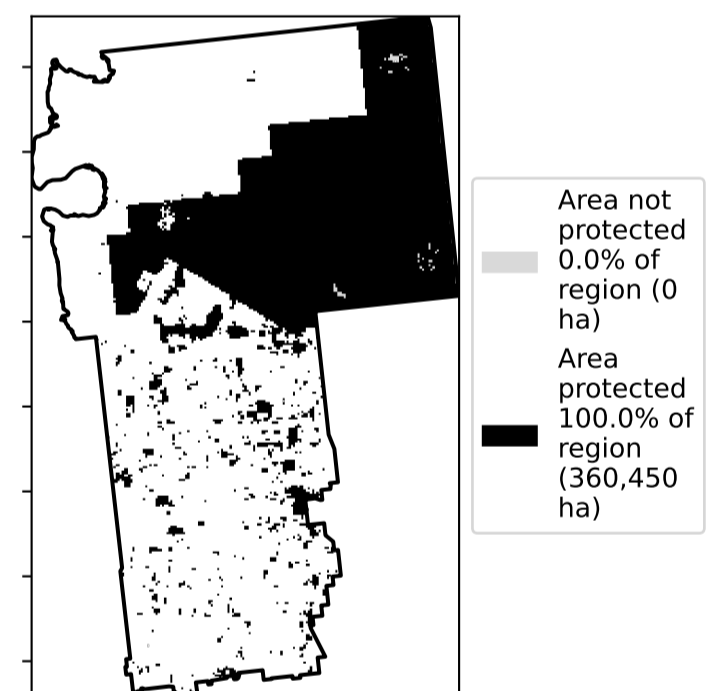 Area not
protected
0.0% of
region (0
ha)
Area
protected
100.0% of
region
(360,450
ha)